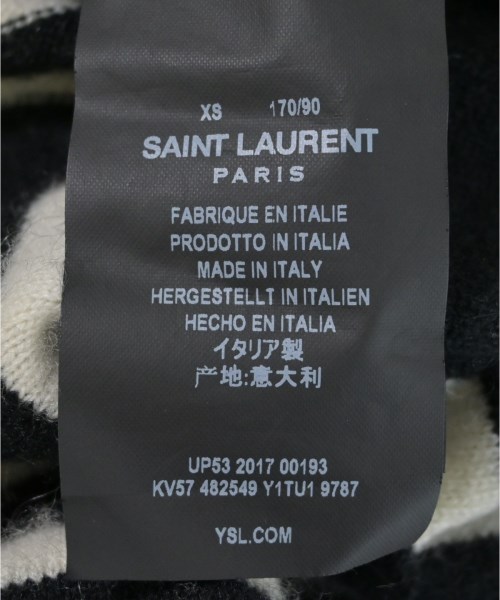 XS 170/90
SAINT LAURENT
PARIS
FABRIQUE EN ITALIE
PRODOTTO IN ITALIA
MADE IN ITALY
HERGESTELLT IN ITALIEN
HECHO EN ITALIA
イタリア製
产地:意大利
UP53 2017 00193
KV57 482549 Y1TU1 9787
YSL.COM